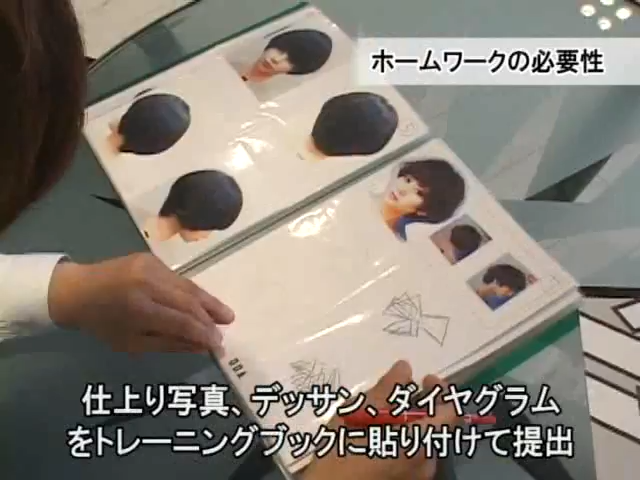 ホームワークの必要性
仕上り写真、デッサン、ダイヤグラム
をトレーニングブックに貼り付けて提出